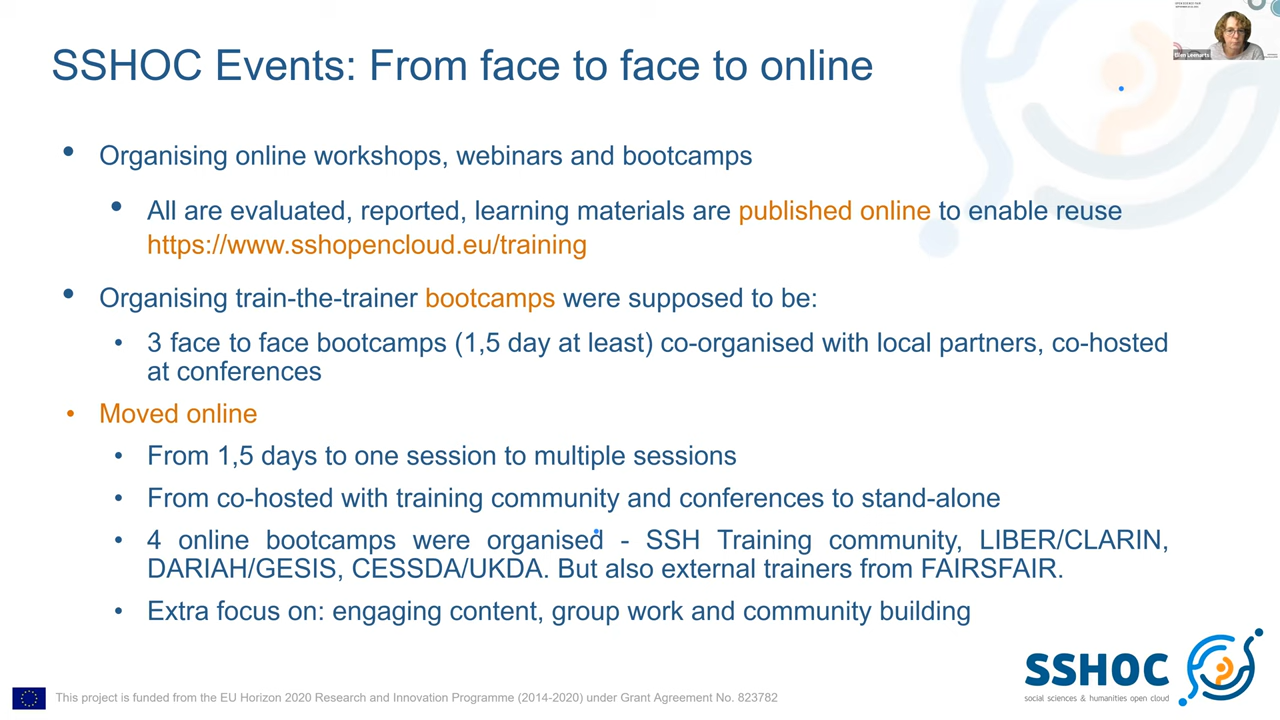 SSHOC Events: From face to face to online
Ellen Leenarts
• Organising online workshops, webinars and bootcamps
• All are evaluated, reported, learning materials are published online to enable reuse
https://www.sshopencloud.eu/training
• Organising train-the-trainer bootcamps were supposed to be:
• 3 face to face bootcamps (1,5 day at least) co-organised with local partners, co-hosted
at conferences
• Moved online
• From 1,5 days to one session to multiple sessions
• From co-hosted with training community and conferences to stand-alone
• 4 online bootcamps were organised - SSH Training community, LIBER/CLARIN,
DARIAH/GESIS, CESSDA/UKDA. But also external trainers from FAIRSFAIR.
• Extra focus on: engaging content, group work and community building
SSHOC
social sciences & humanities open cloud
This project is funded from the EU Horizon 2020 Research and Innovation Programme (2014-2020) under Grant Agreement No. 823782